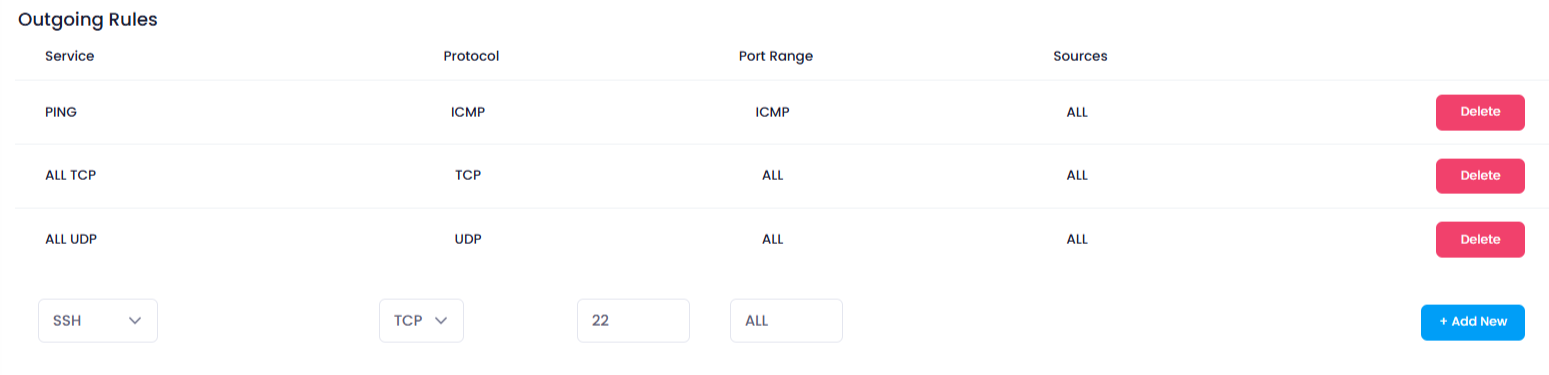 Outgoing Rules
Service Protocol Port Range Sources
PING ICMP ICMP ALL Delete
ALL TCP TCP ALL ALL Delete
ALL UDP UDP ALL ALL Delete
SSH TCP 22 ALL + Add New